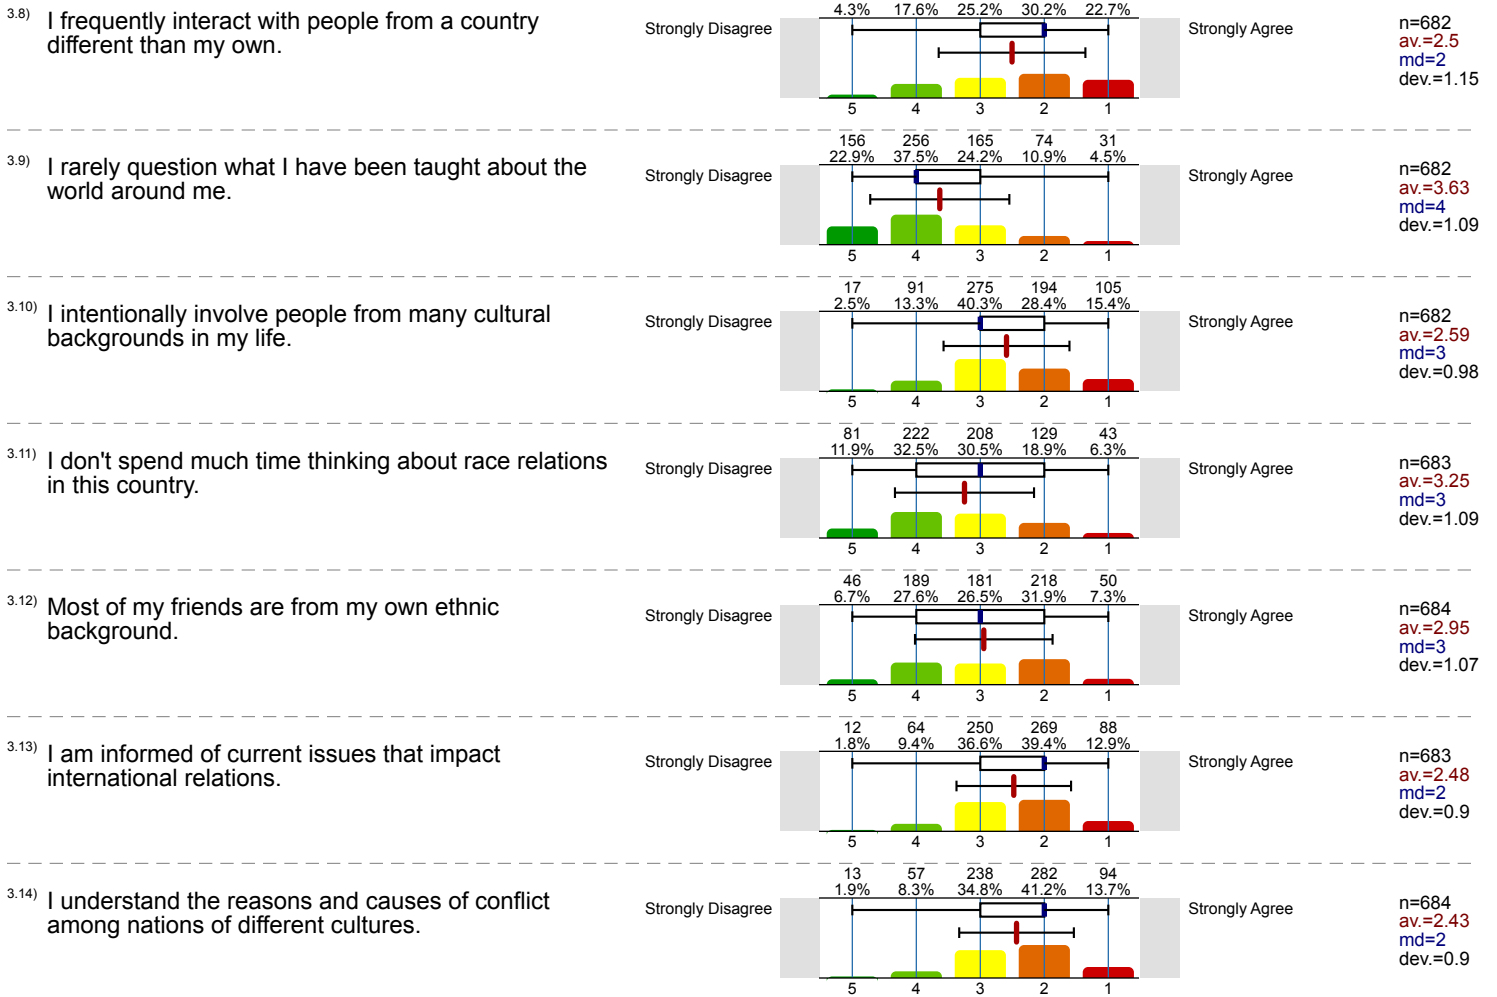 4.3% 17.6% 25.2% 30.2% 22.7%
3.8) I frequently interact with people from a country
different than my own.
Strongly Disagree
Strongly Agree
n=682
av.=2.5
md=2
dev.=1.15
5 4 3 2 1
156 256 165 74 31
22.9% 37.5% 24.2% 10.9% 4.5%
3.9) I rarely question what I have been taught about the
world around me.
Strongly Disagree
Strongly Agree
n=682
av.=3.63
md=4
dev.=1.09
5 4 3 2 1
17 91 275 194 105
2.5% 13.3% 40.3% 28.4% 15.4%
3.10) I intentionally involve people from many cultural
backgrounds in my life.
Strongly Disagree
Strongly Agree
n=682
av.=2.59
md=3
dev.=0.98
5 4 3 2 1
81 222 208 129 43
11.9% 32.5% 30.5% 18.9% 6.3%
3.11) I don't spend much time thinking about race relations
in this country.
Strongly Disagree
Strongly Agree
n=683
av.=3.25
md=3
dev.=1.09
5 4 3 2 1
46 189 181 218 50
6.7% 27.6% 26.5% 31.9% 7.3%
3.12) Most of my friends are from my own ethnic
background.
Strongly Disagree
Strongly Agree
n=684
av.=2.95
md=3
dev.=1.07
5 4 3 2 1
12 64 250 269 88
1.8% 9.4% 36.6% 39.4% 12.9%
3.13) I am informed of current issues that impact
international relations.
Strongly Disagree
Strongly Agree
n=683
av.=2.48
md=2
dev.=0.9
5 4 3 2 1
13 57 238 282 94
1.9% 8.3% 34.8% 41.2% 13.7%
3.14) I understand the reasons and causes of conflict
among nations of different cultures.
Strongly Disagree
Strongly Agree
n=684
av.=2.43
md=2
dev.=0.9
5 4 3 2 1